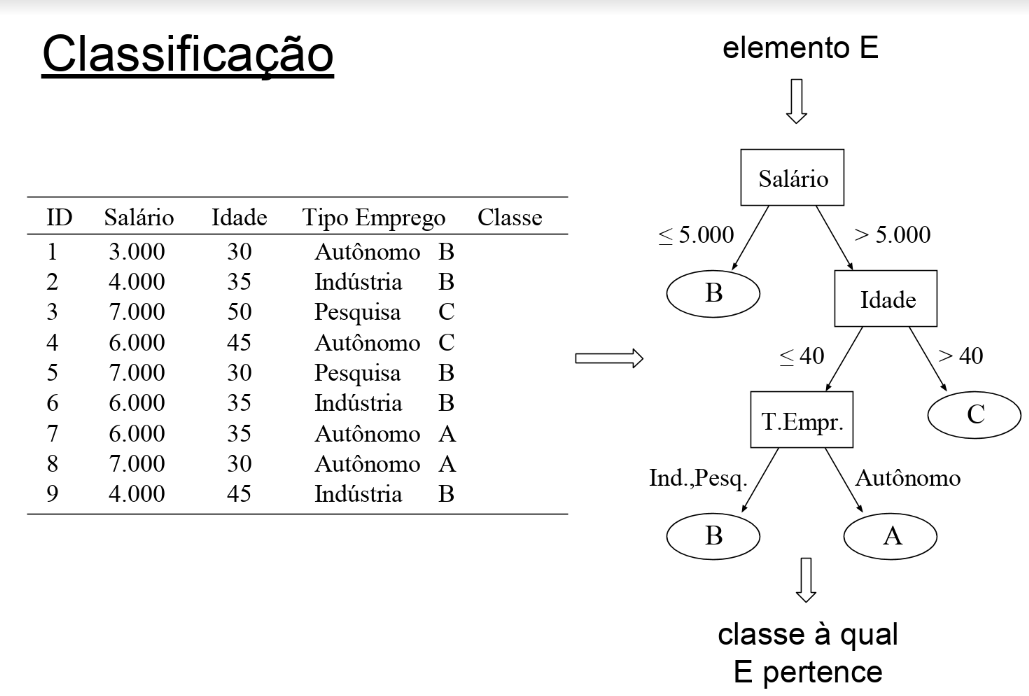 Classificação
ID Salário Idade Tipo Emprego Classe
1 3.000 30 Autônomo B
2 4.000 35 Indústria B
3 7.000 50 Pesquisa C
4 6.000 45 Autônomo C
5 7.000 30 Pesquisa B
6 6.000 35 Indústria B
7 6.000 35 Autônomo A
8 7.000 30 Autônomo A
9 4.000 45 Indústria B
elemento E
Salário
≤ 5.000 > 5.000
B Idade
≤ 40 > 40
T.Empr. C
Ind.,Pesq. Autônomo
B A
classe à qual
E pertence